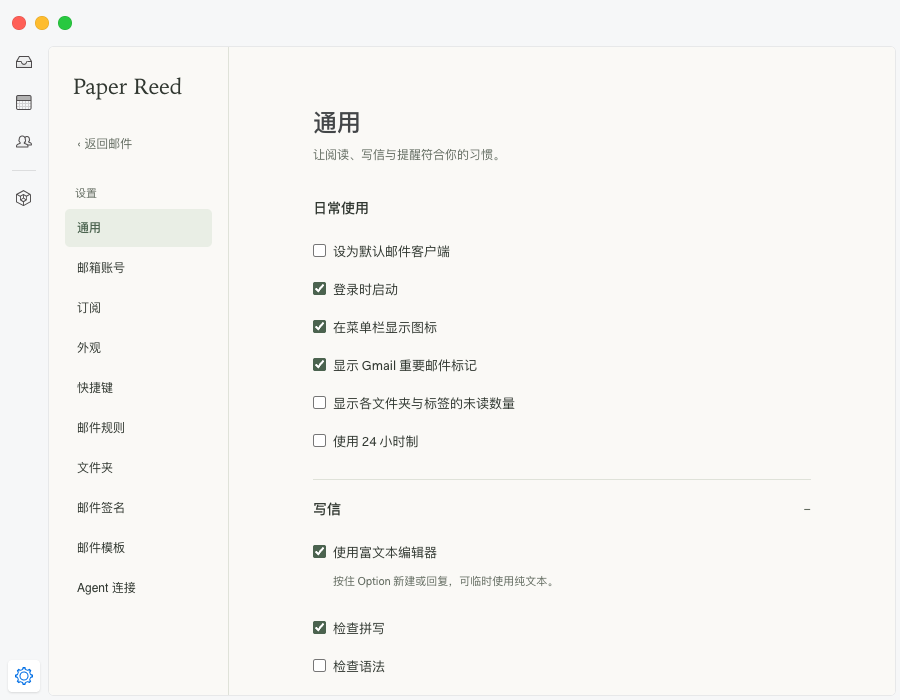 Paper Reed
‹ 返回邮件
设置
通用
邮箱账号
订阅
外观
快捷键
邮件规则
文件夹
邮件签名
邮件模板
Agent 连接
通用
让阅读、写信与提醒符合你的习惯。
日常使用
设为默认邮件客户端
登录时启动
在菜单栏显示图标
显示 Gmail 重要邮件标记
显示各文件夹与标签的未读数量
使用 24 小时制
写信
–
使用富文本编辑器
按住 Option 新建或回复，可临时使用纯文本。
检查拼写
检查语法